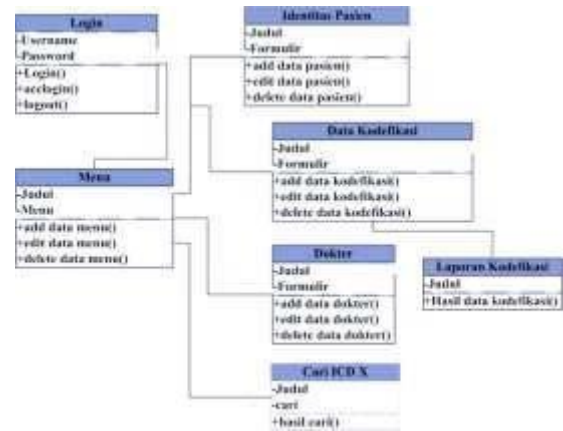 Login
-Username
-Password
+Login()
+acclogin()
+logout()
Identitas Pasien
-Judul
-Formulir
+add data pasien()
+edit data pasien()
+delete data pasien()
Data Kodefikasi
-Judul
-Formulir
+add data kodefikasi()
+edit data kodefikasi()
+delete data kodefikasi()
Menu
-Judul
-Menu
+add data menu()
+edit data menu()
+delete data menu()
Dokter
-Judul
-Formulir
+add data dokter()
+edit data dokter()
+delete data dokter()
Laporan Kodefikasi
-Judul
+Hasil data kodefikasi()
Cari ICD X
-Judul
-cari
+hasil cari()